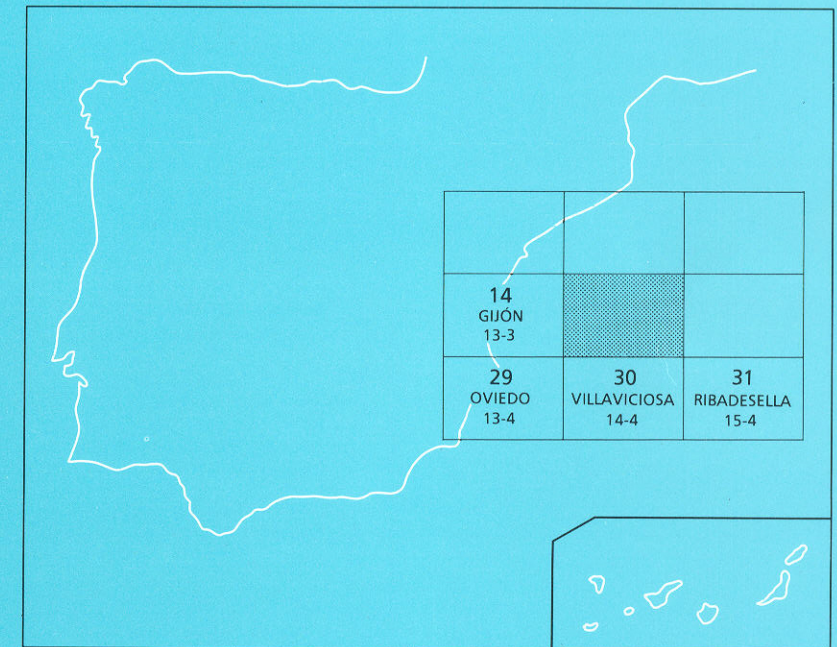 14
GIJÓN
13-3
29
OVIEDO
13-4
30
VILLAVICIOSA
14-4
31
RIBADESELLA
15-4